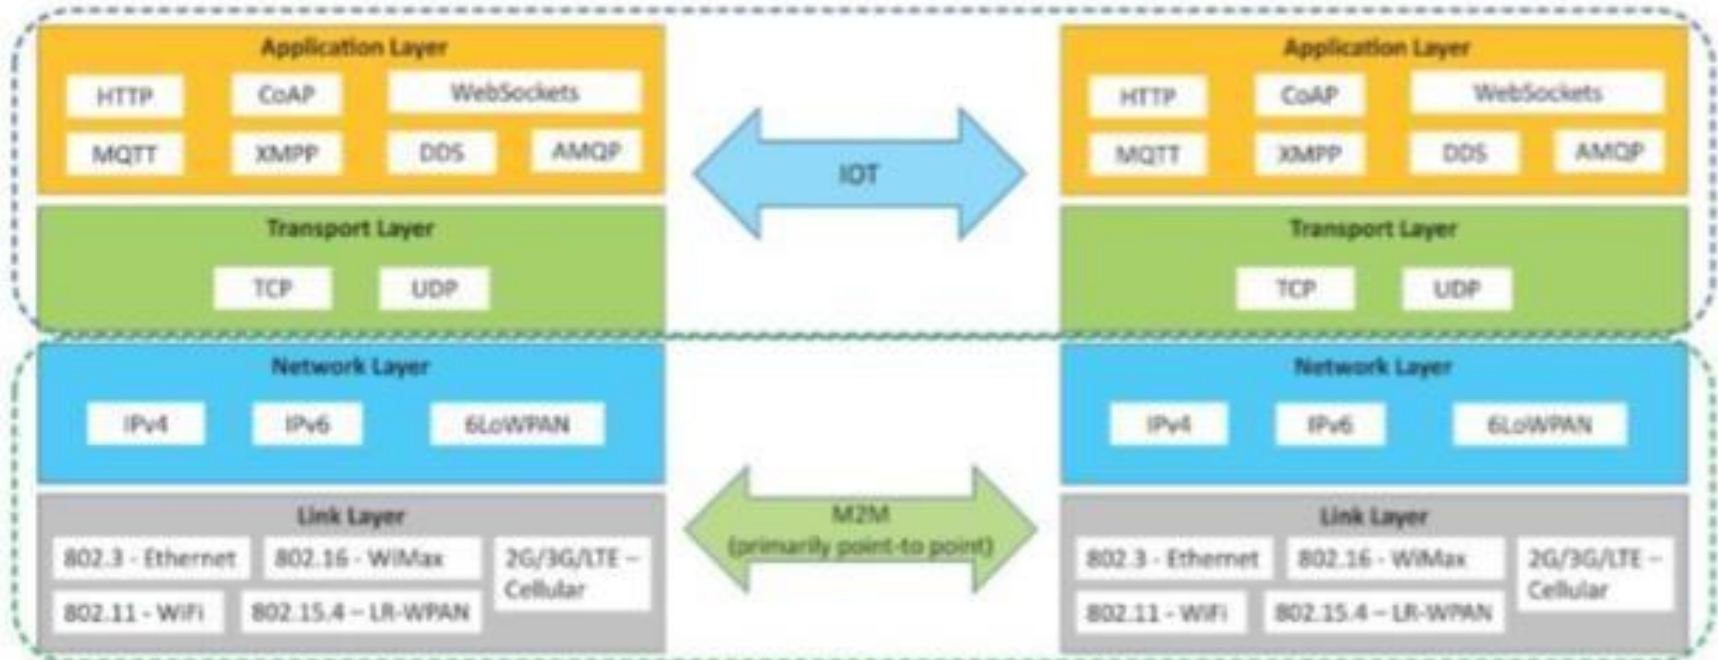 Application Layer
HTTP CoAP WebSockets
MQTT XMPP DDS AMQP
Transport Layer
TCP UDP
Network Layer
IPv4 IPv6 6LoWPAN
Link Layer
802.3 - Ethernet 802.16 - WiMax 2G/3G/LTE –
Cellular
802.11 - WiFi 802.15.4 – LR-WPAN
IOT
M2M
(primarily point-to point)
Application Layer
HTTP CoAP WebSockets
MQTT XMPP DDS AMQP
Transport Layer
TCP UDP
Network Layer
IPv4 IPv6 6LoWPAN
Link Layer
802.3 - Ethernet 802.16 - WiMax 2G/3G/LTE –
Cellular
802.11 - WiFi 802.15.4 – LR-WPAN